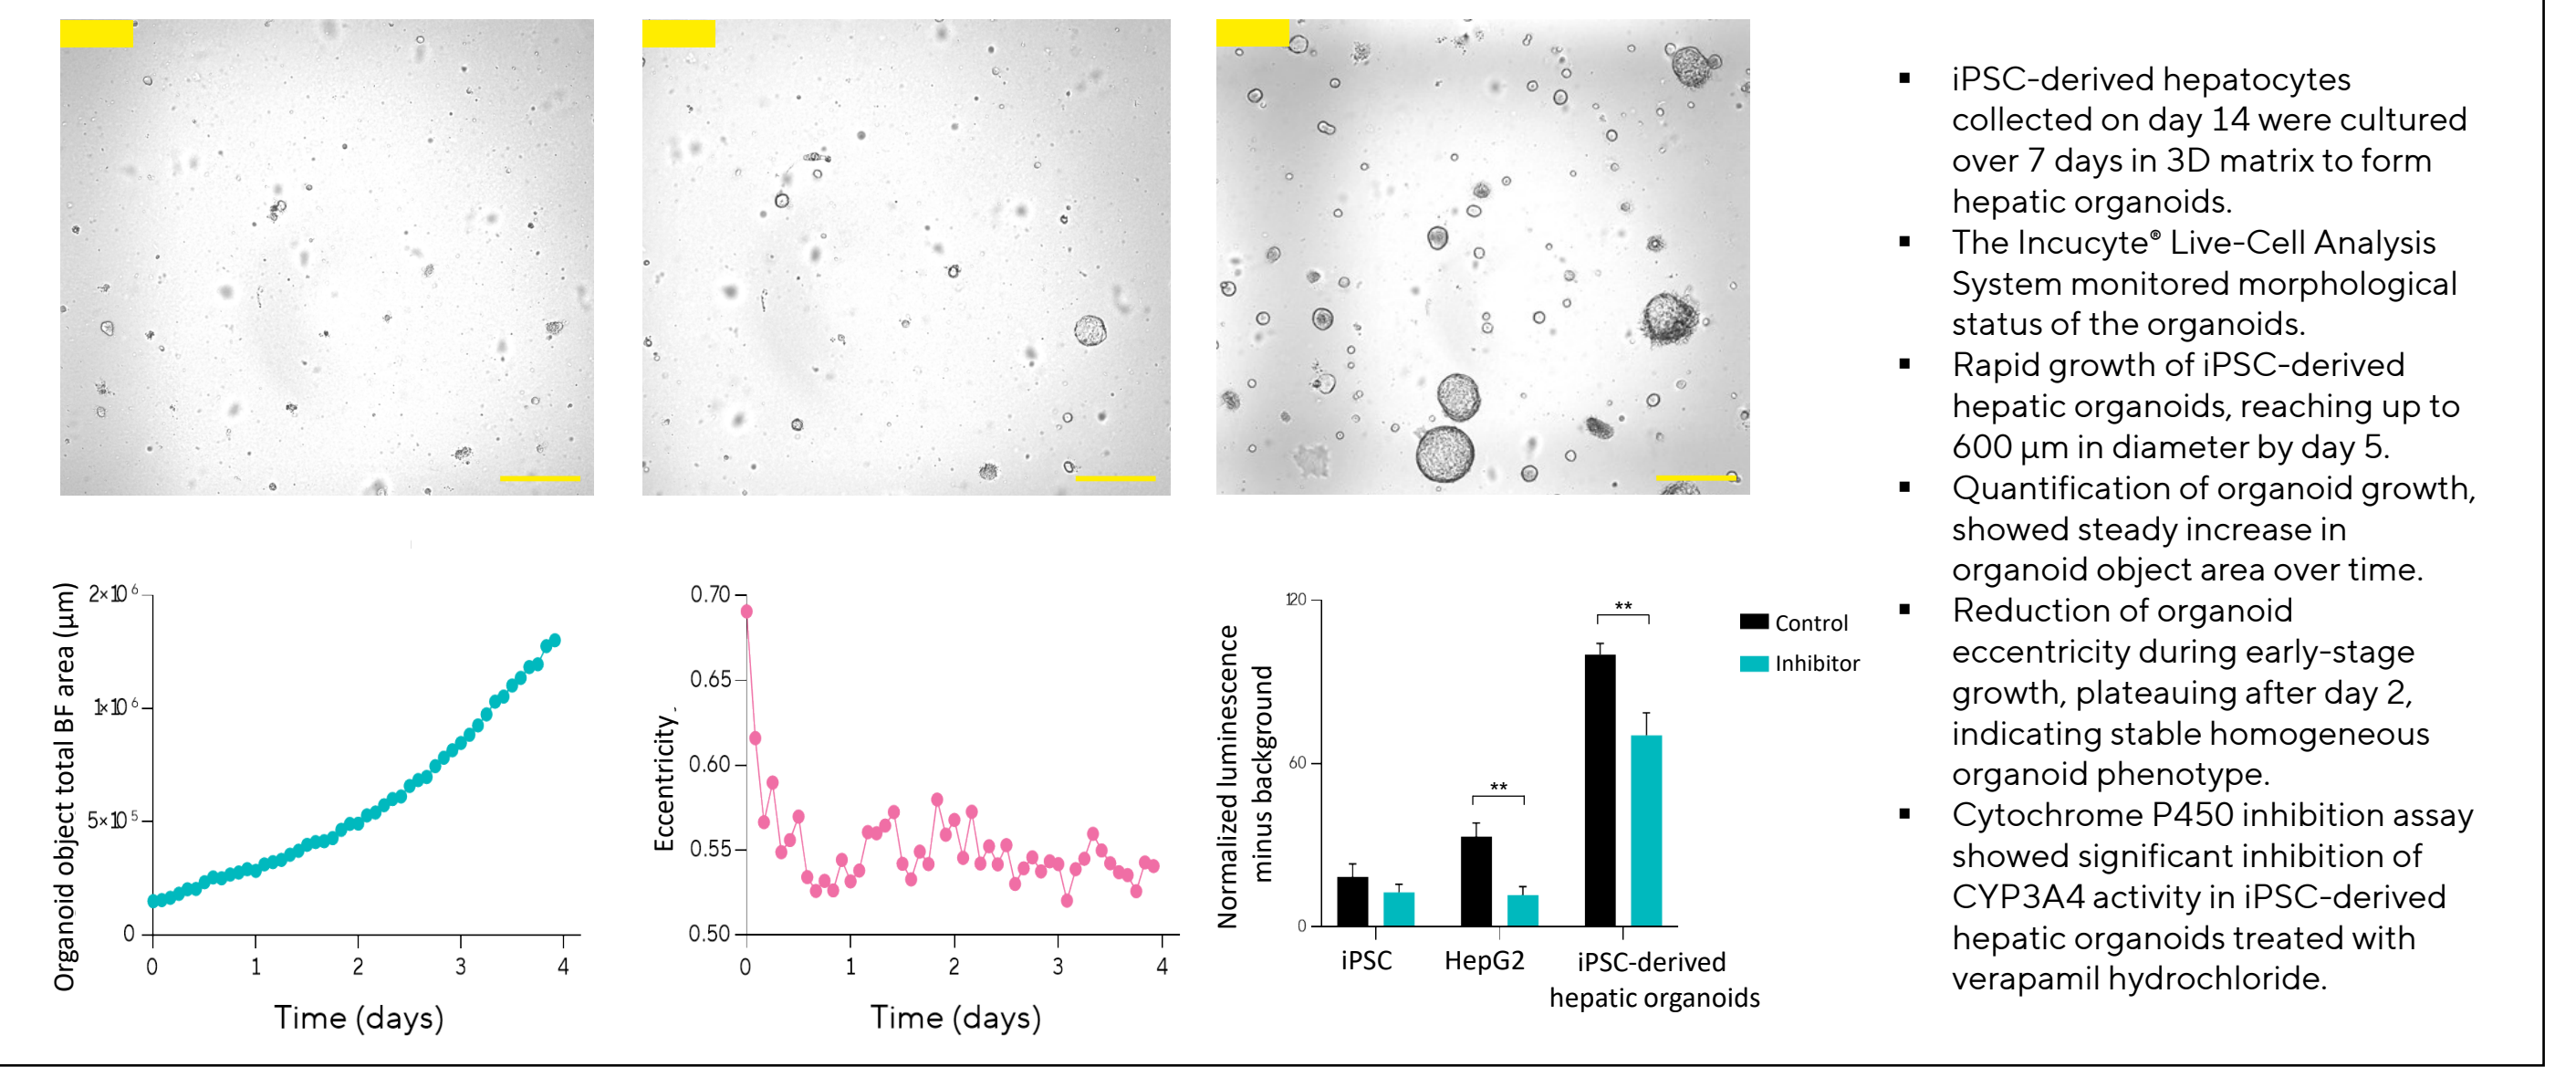 ▪ iPSC-derived hepatocytes
collected on day 14 were cultured
over 7 days in 3D matrix to form
hepatic organoids.
▪ The Incucyte® Live-Cell Analysis
System monitored morphological
status of the organoids.
▪ Rapid growth of iPSC-derived
hepatic organoids, reaching up to
600 µm in diameter by day 5.
▪ Quantification of organoid growth,
showed steady increase in
organoid object area over time.
▪ Reduction of organoid
eccentricity during early-stage
growth, plateauing after day 2,
indicating stable homogeneous
organoid phenotype.
▪ Cytochrome P450 inhibition assay
showed significant inhibition of
CYP3A4 activity in iPSC-derived
hepatic organoids treated with
verapamil hydrochloride.
Organoid object total BF area (µm)
2×10⁶
1×10⁶
5×10⁵
0
0 1 2 3 4
Time (days)
Eccentricity
0.70
0.65
0.60
0.55
0.50
0 1 2 3 4
Time (days)
Normalized luminescence
minus background
120
60
0
**
**
Control
Inhibitor
iPSC
HepG2
iPSC-derived
hepatic organoids